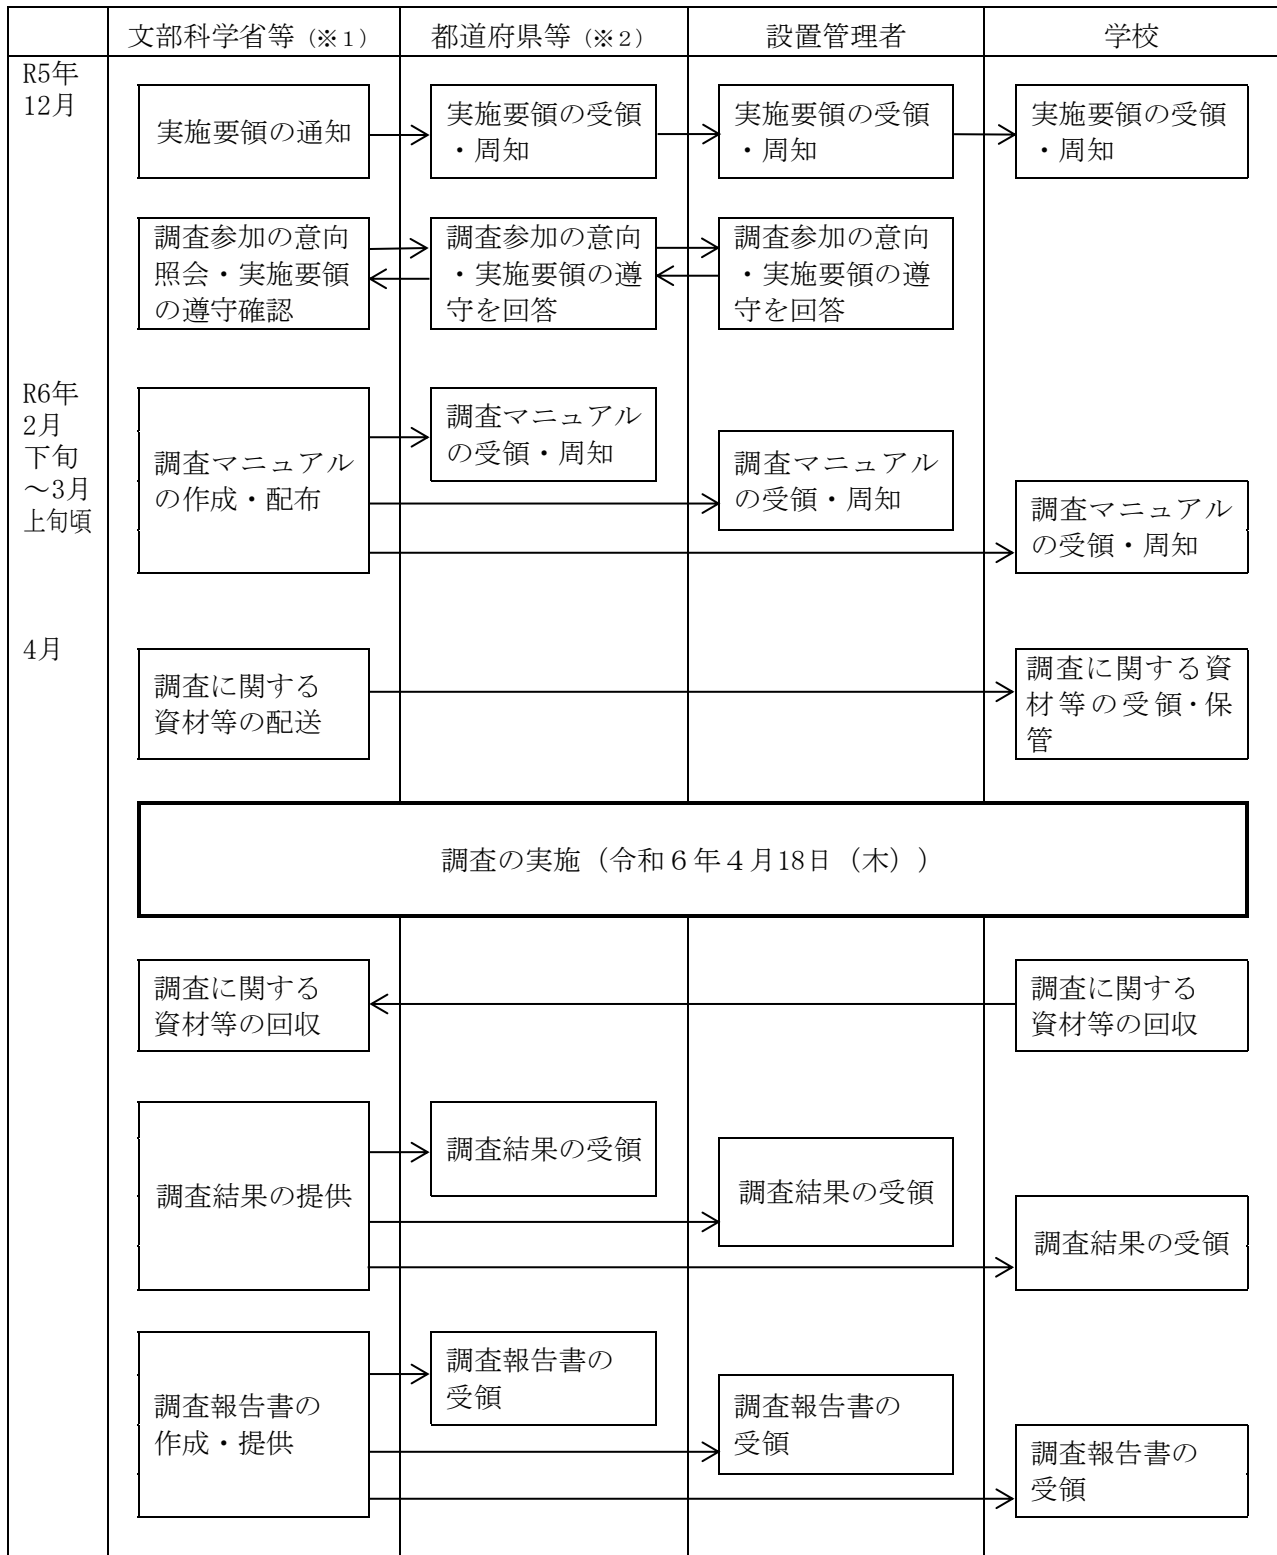 文部科学省等（※1）
都道府県等（※2）
設置管理者
学校
R5年
12月
実施要領の通知
実施要領の受領
・周知
実施要領の受領
・周知
実施要領の受領
・周知
調査参加の意向
照会・実施要領
の遵守確認
調査参加の意向
・実施要領の遵
守を回答
調査参加の意向
・実施要領の遵
守を回答
R6年
2月
下旬
～3月
上旬頃
調査マニュアル
の作成・配布
調査マニュアル
の受領・周知
調査マニュアル
の受領・周知
調査マニュアル
の受領・周知
4月
調査に関する
資材等の配送
調査に関する資
材等の受領・保
管
調査の実施（令和６年４月18日（木））
調査に関する
資材等の回収
調査に関する
資材等の回収
調査結果の提供
調査結果の受領
調査結果の受領
調査結果の受領
調査報告書の
作成・提供
調査報告書の
受領
調査報告書の
受領
調査報告書の
受領